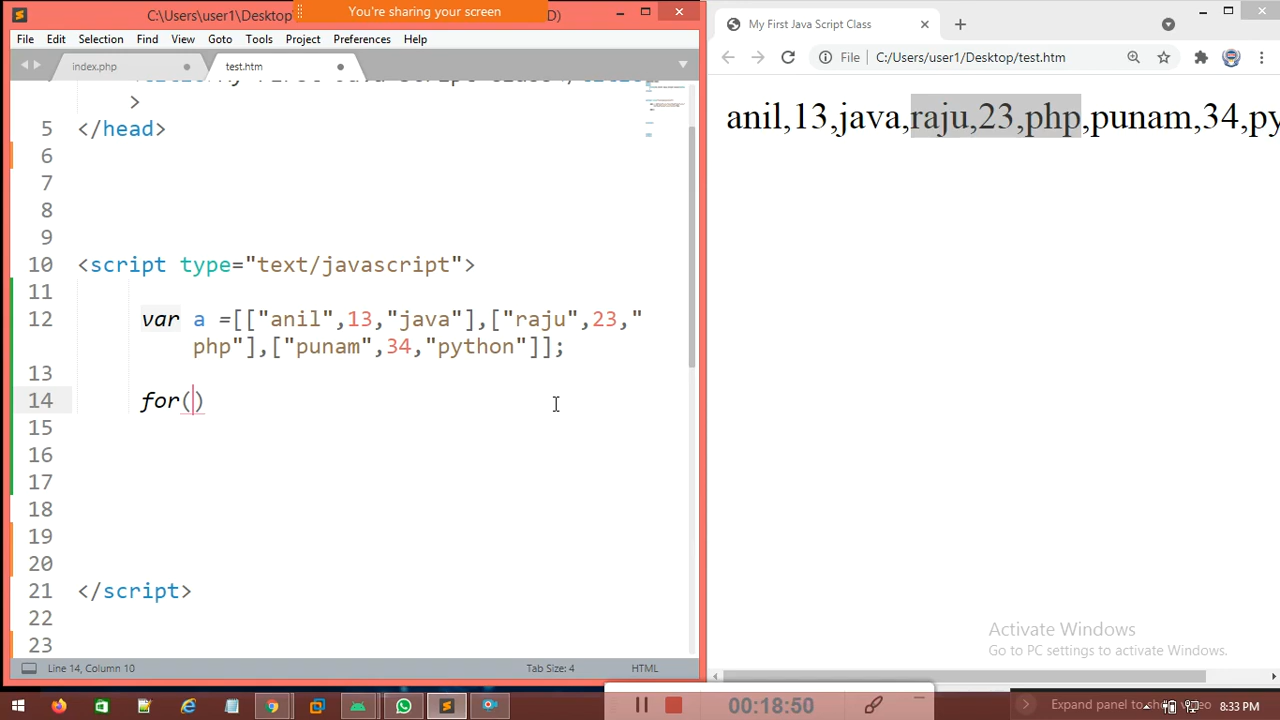 C:\Users\user1\Desktop
You're sharing your screen
D)
File Edit Selection Find View Goto Tools Project Preferences Help
index.php
test.htm
>
5 </head>
6
7
8
9
10 <script type="text/javascript">
11
12 var a =[["anil",13,"java"],["raju",23,"
php"],["punam",34,"python"]];
13
14 for()
15
16
17
18
19
20
21 </script>
22
23
Line 14, Column 10
Tab Size: 4
HTML
My First Java Script Class
File C:/Users/user1/Desktop/test.htm
anil,13,java,raju,23,php,punam,34,py
Activate Windows
Go to PC settings to activate Windows.
00:18:50
Expand panel to
8:33 PM